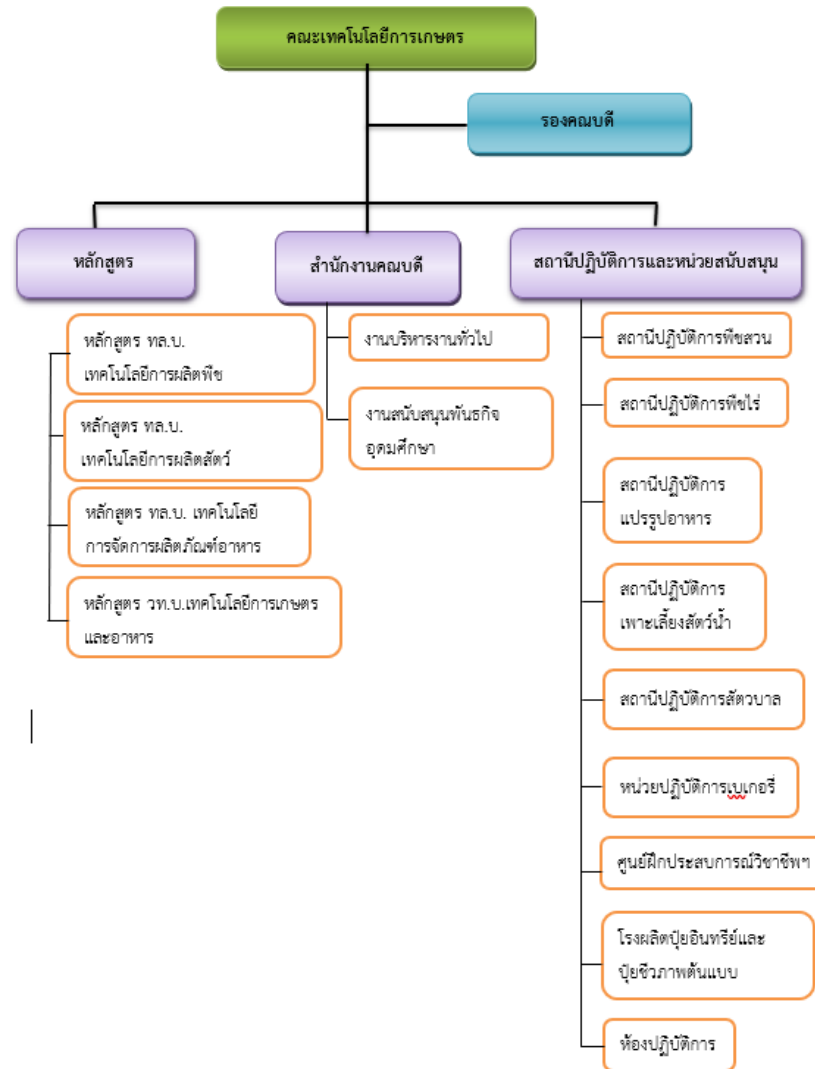 คณะเทคโนโลยีการเกษตร
รองคณบดี
หลักสูตร
สำนักงานคณบดี
สถานีปฏิบัติการและหน่วยสนับสนุน
หลักสูตร ทล.บ.
เทคโนโลยีการผลิตพืช
หลักสูตร ทล.บ.
เทคโนโลยีการผลิตสัตว์
หลักสูตร ทล.บ. เทคโนโลยี
การจัดการผลิตภัณฑ์อาหาร
หลักสูตร วท.บ.เทคโนโลยีการเกษตร
และอาหาร
งานบริหารงานทั่วไป
งานสนับสนุนพันธกิจ
อุดมศึกษา
สถานีปฏิบัติการพืชสวน
สถานีปฏิบัติการพืชไร่
สถานีปฏิบัติการ
แปรรูปอาหาร
สถานีปฏิบัติการ
เพาะเลี้ยงสัตว์น้ำ
สถานีปฏิบัติการสัตวบาล
หน่วยปฏิบัติการเบเกอรี่
ศูนย์ฝึกประสบการณ์วิชาชีพฯ
โรงผลิตปุ๋ยอินทรีย์และ
ปุ๋ยชีวภาพต้นแบบ
ห้องปฏิบัติการ